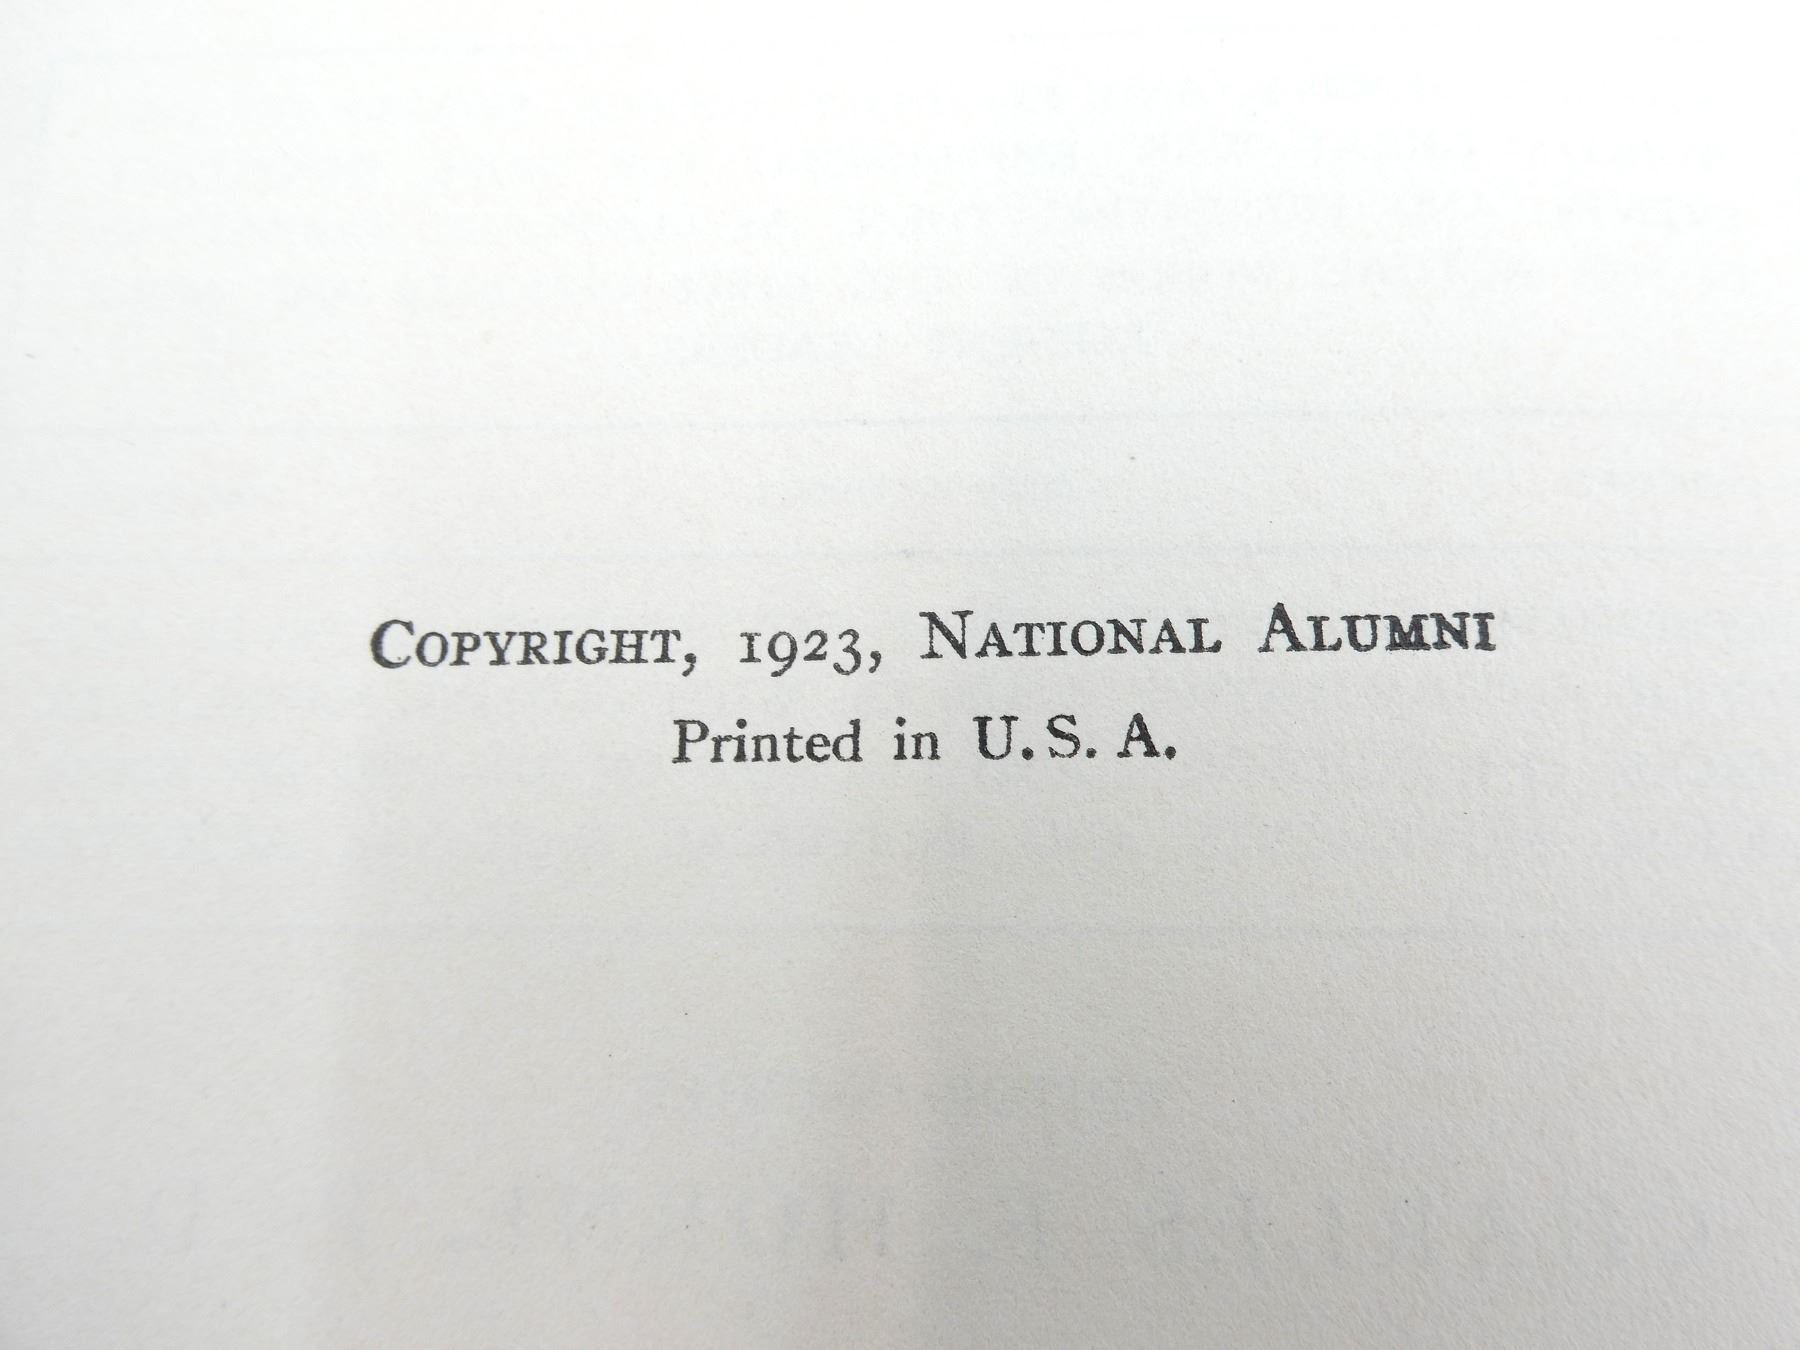 Copyright, 1923, National Alumni
Printed in U. S. A.